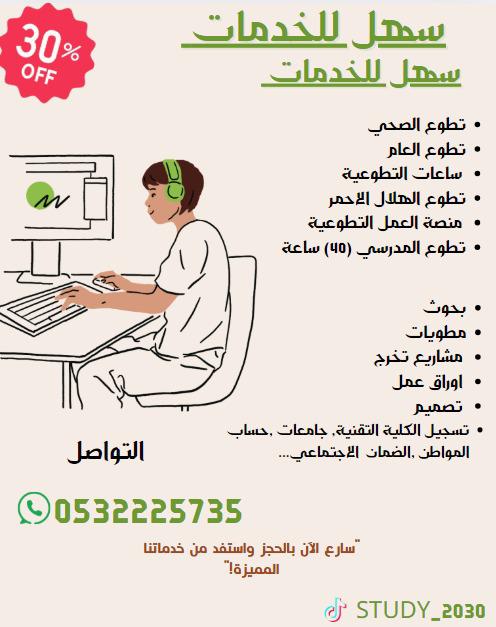 30%
OFF
سهل للخدمات
سهل للخدمات
• تطوع الصحي
• تطوع العام
• ساعات التطوعية
• تطوع الهلال الاحمر
• منصة العمل التطوعية
• تطوع المدرسي (٤٥) ساعة
• بحوث
• مطويات
• مشاريع تخرج
• اوراق عمل
• تصميم
• تسجيل الكلية التقنية, جامعات ,حساب
المواطن ,الضمان الإجتماعي...
التواصل
0532225735
"سارع الآن بالحجز واستفد من خدماتنا
المميزة!"
STUDY_2030